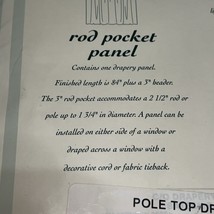 rod pocket
panel
Contains one drapery panel.
Finished length is 84" plus a 3" header.
The 3" rod pocket accommodates a 2 1/2" rod or
pole up to 1 3/4" in diameter. A panel can be
installed on either side of a window or
draped across a window with a
decorative cord or fabric tieback.
POLE TOP DR